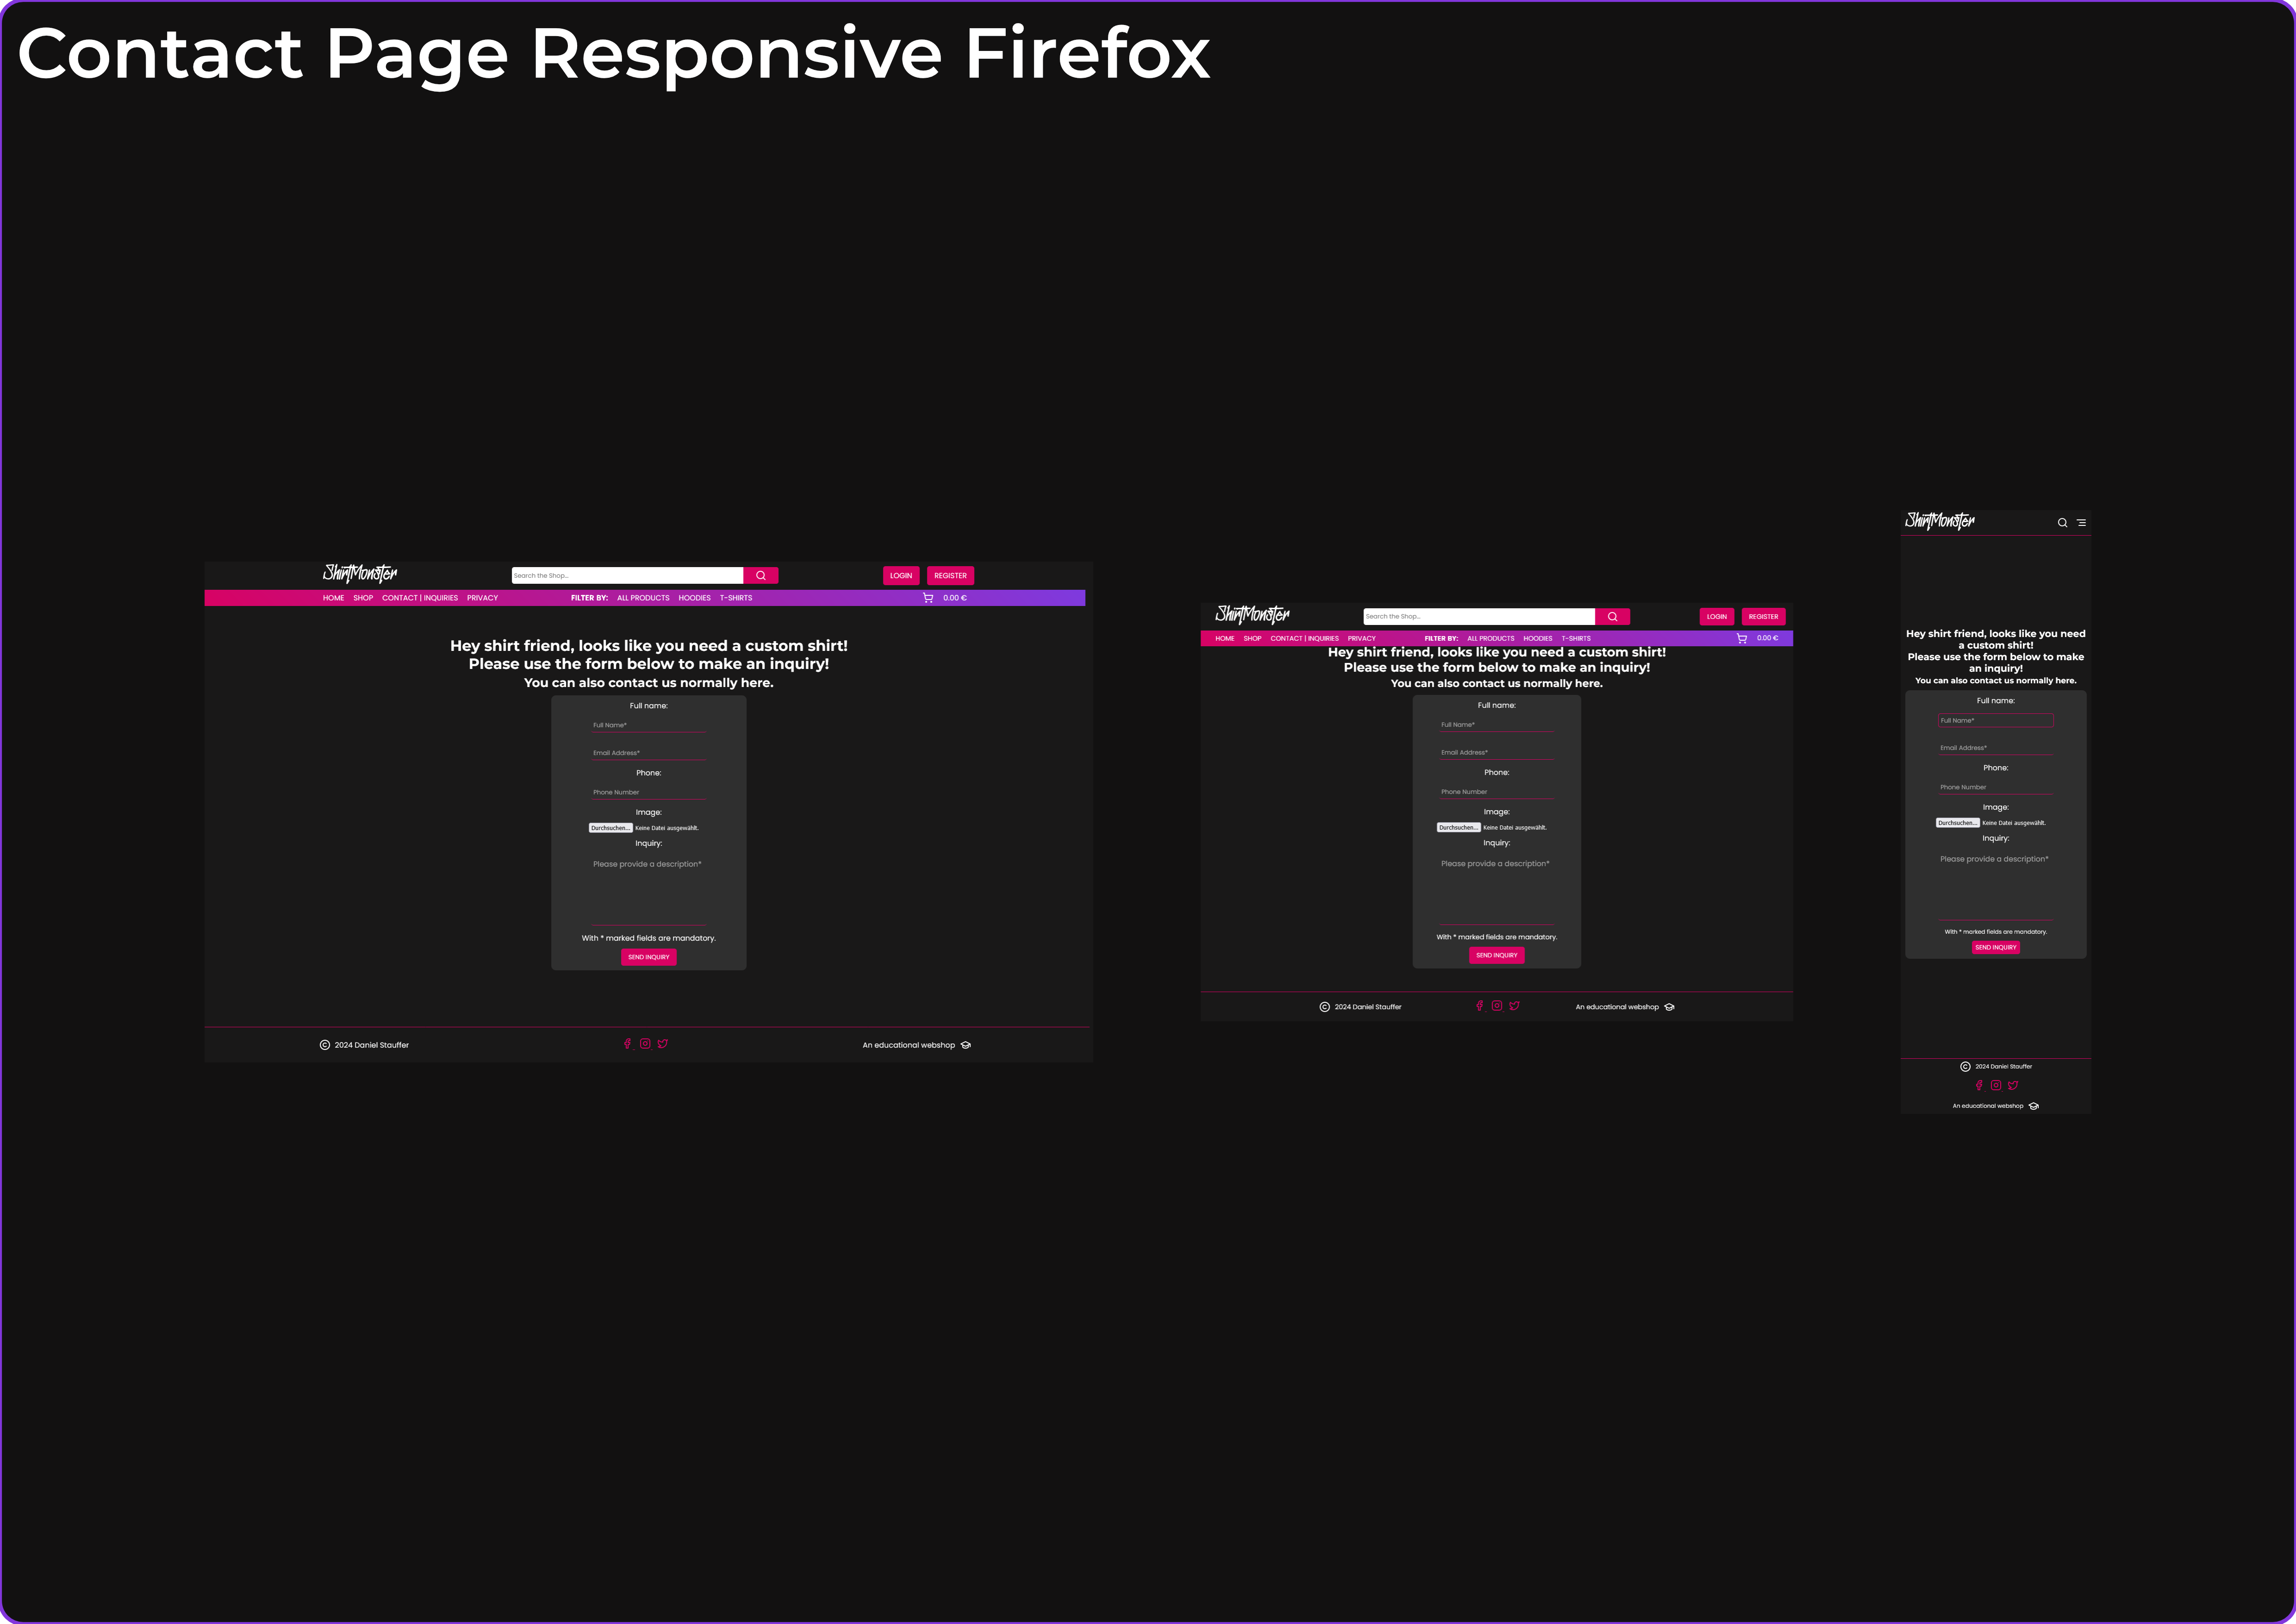 Contact Page Responsive Firefox
ShirtMonster
Search the Shop...
LOGIN REGISTER
HOME SHOP CONTACT | INQUIRIES PRIVACY FILTER BY: ALL PRODUCTS HOODIES T-SHIRTS 0.00 €
Hey shirt friend, looks like you need a custom shirt!
Please use the form below to make an inquiry!
You can also contact us normally here.
Full name:
Full Name*
Email Address*
Phone:
Phone Number
Image:
Durchsuchen... Keine Datei ausgewählt.
Inquiry:
Please provide a description*
With * marked fields are mandatory.
SEND INQUIRY
© 2024 Daniel Stauffer
An educational webshop
ShirtMonster
Search the Shop...
LOGIN REGISTER
HOME SHOP CONTACT | INQUIRIES PRIVACY FILTER BY: ALL PRODUCTS HOODIES T-SHIRTS 0.00 €
Hey shirt friend, looks like you need a custom shirt!
Please use the form below to make an inquiry!
You can also contact us normally here.
Full name:
Full Name*
Email Address*
Phone:
Phone Number
Image:
Durchsuchen... Keine Datei ausgewählt.
Inquiry:
Please provide a description*
With * marked fields are mandatory.
SEND INQUIRY
© 2024 Daniel Stauffer
An educational webshop
ShirtMonster
Hey shirt friend, looks like you need
a custom shirt!
Please use the form below to make
an inquiry!
You can also contact us normally here.
Full name:
Full Name*
Email Address*
Phone:
Phone Number
Image:
Durchsuchen... Keine Datei ausgewählt.
Inquiry:
Please provide a description*
With * marked fields are mandatory.
SEND INQUIRY
© 2024 Daniel Stauffer
An educational webshop